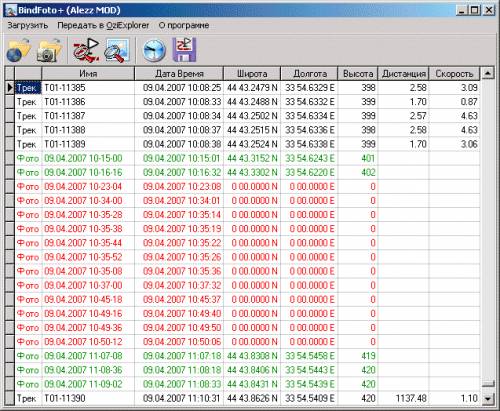 BindFoto+ (Alezz MOD)
Загрузить Передать в OziExplorer О программе
Имя Дата Время Широта Долгота Высота Дистанция Скорость
Трек T01-11385 09.04.2007 10:08:25 44 43.2479 N 33 54.6329 E 398 2.58 3.09
Трек T01-11386 09.04.2007 10:08:33 44 43.2488 N 33 54.6332 E 399 1.70 0.87
Трек T01-11387 09.04.2007 10:08:34 44 43.2502 N 33 54.6334 E 399 2.57 4.63
Трек T01-11388 09.04.2007 10:08:37 44 43.2515 N 33 54.6336 E 398 2.58 4.63
Трек T01-11389 09.04.2007 10:08:38 44 43.2524 N 33 54.6338 E 399 1.70 3.06
Фото 09.04.2007 10-15-00 09.04.2007 10:15:01 44 43.3152 N 33 54.6243 E 401
Фото 09.04.2007 10-16-16 09.04.2007 10:16:32 44 43.3302 N 33 54.6220 E 402
Фото 09.04.2007 10-23-04 09.04.2007 10:23:08 0 00.0000 N 0 00.0000 E 0
Фото 09.04.2007 10-34-00 09.04.2007 10:34:01 0 00.0000 N 0 00.0000 E 0
Фото 09.04.2007 10-35-28 09.04.2007 10:35:14 0 00.0000 N 0 00.0000 E 0
Фото 09.04.2007 10-35-38 09.04.2007 10:35:19 0 00.0000 N 0 00.0000 E 0
Фото 09.04.2007 10-35-44 09.04.2007 10:35:22 0 00.0000 N 0 00.0000 E 0
Фото 09.04.2007 10-35-52 09.04.2007 10:35:26 0 00.0000 N 0 00.0000 E 0
Фото 09.04.2007 10-35-08 09.04.2007 10:35:36 0 00.0000 N 0 00.0000 E 0
Фото 09.04.2007 10-37-00 09.04.2007 10:37:32 0 00.0000 N 0 00.0000 E 0
Фото 09.04.2007 10-45-18 09.04.2007 10:45:37 0 00.0000 N 0 00.0000 E 0
Фото 09.04.2007 10-49-16 09.04.2007 10:49:40 0 00.0000 N 0 00.0000 E 0
Фото 09.04.2007 10-49-36 09.04.2007 10:49:50 0 00.0000 N 0 00.0000 E 0
Фото 09.04.2007 10-50-12 09.04.2007 10:50:06 0 00.0000 N 0 00.0000 E 0
Фото 09.04.2007 11-07-08 09.04.2007 11:07:18 44 43.8308 N 33 54.5458 E 419
Фото 09.04.2007 11-08-36 09.04.2007 11:08:18 44 43.8406 N 33 54.5443 E 420
Фото 09.04.2007 11-09-02 09.04.2007 11:08:33 44 43.8431 N 33 54.5439 E 420
Трек T01-11390 09.04.2007 11:10:31 44 43.8626 N 33 54.5409 E 420 1137.48 1.10